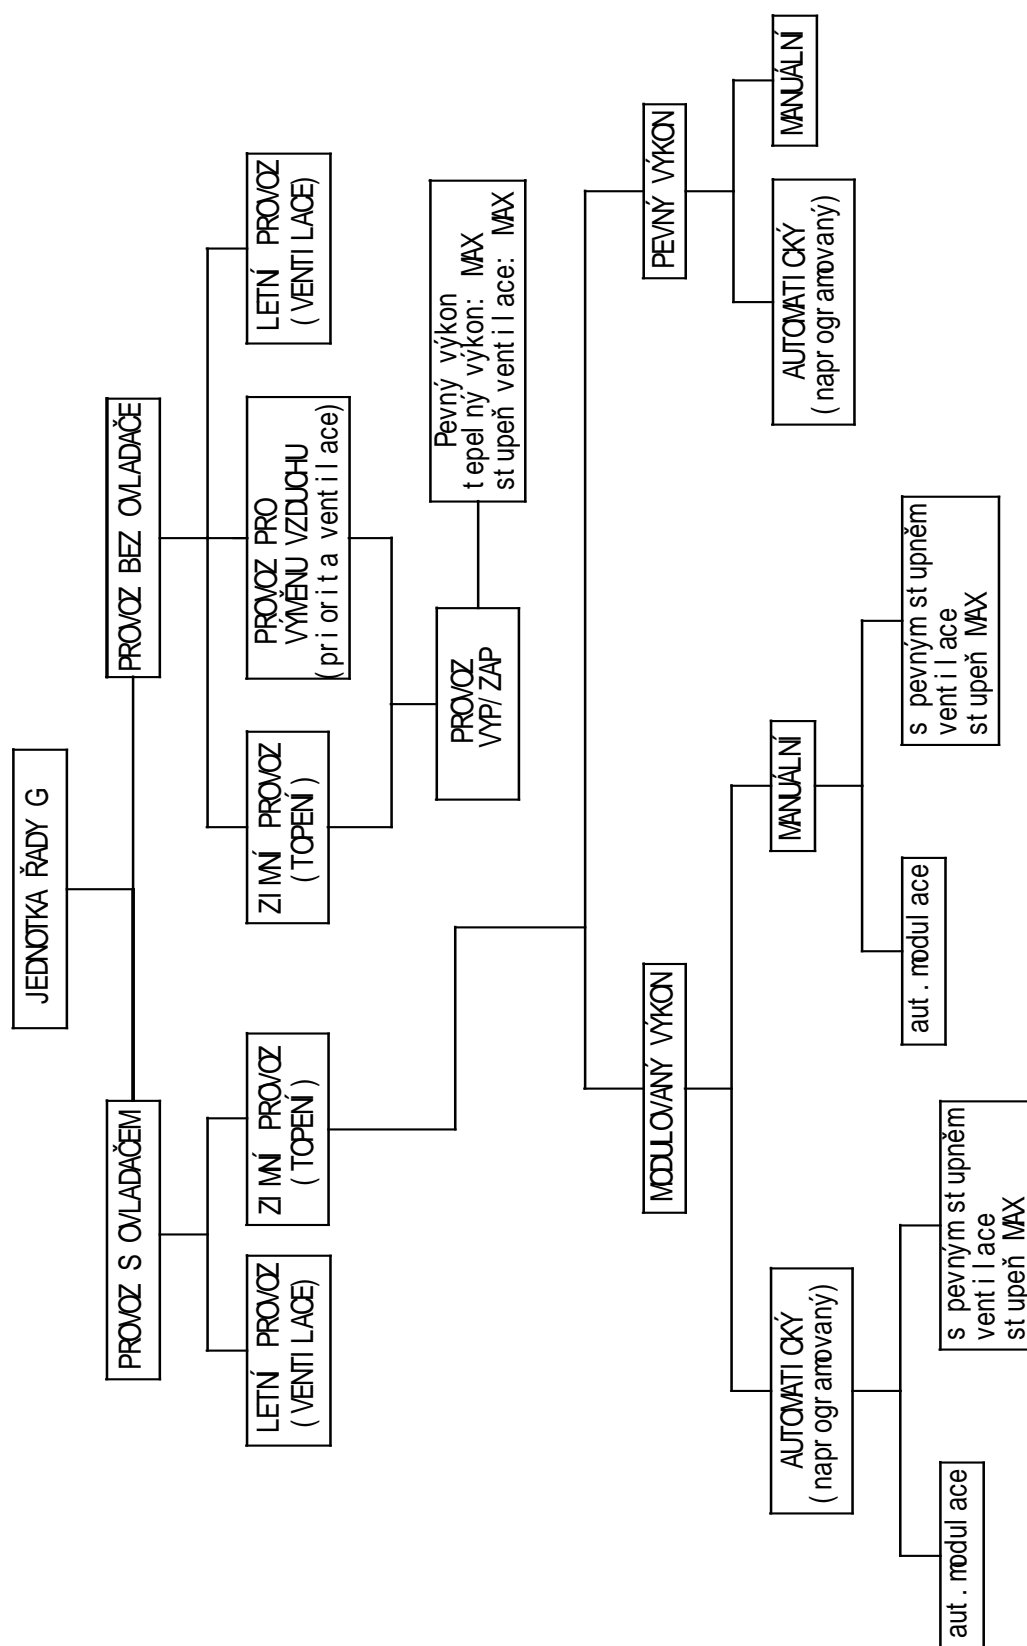 JEDNOTKA ŘADY G
PROVOZ S OVLADAČEM
PROVOZ BEZ OVLADAČE
LETNÍ PROVOZ
(VENTILACE)
ZIMNÍ PROVOZ
(TOPENÍ)
ZIMNÍ PROVOZ
(TOPENÍ)
PROVOZ PRO
VÝMĚNU VZDUCHU
(priorita ventilace)
LETNÍ PROVOZ
(VENTILACE)
PROVOZ
VYP/ZAP
Pevný výkon
tepelný výkon: MAX
stupeň ventilace: MAX
MODULOVANÝ VÝKON
PEVNÝ VÝKON
AUTOMATICKÝ
(naprogramovaný)
MANUÁLNÍ
AUTOMATICKÝ
(naprogramovaný)
MANUÁLNÍ
aut. modulace
s pevným stupněm
ventilace
stupeň MAX
aut. modulace
s pevným stupněm
ventilace
stupeň MAX